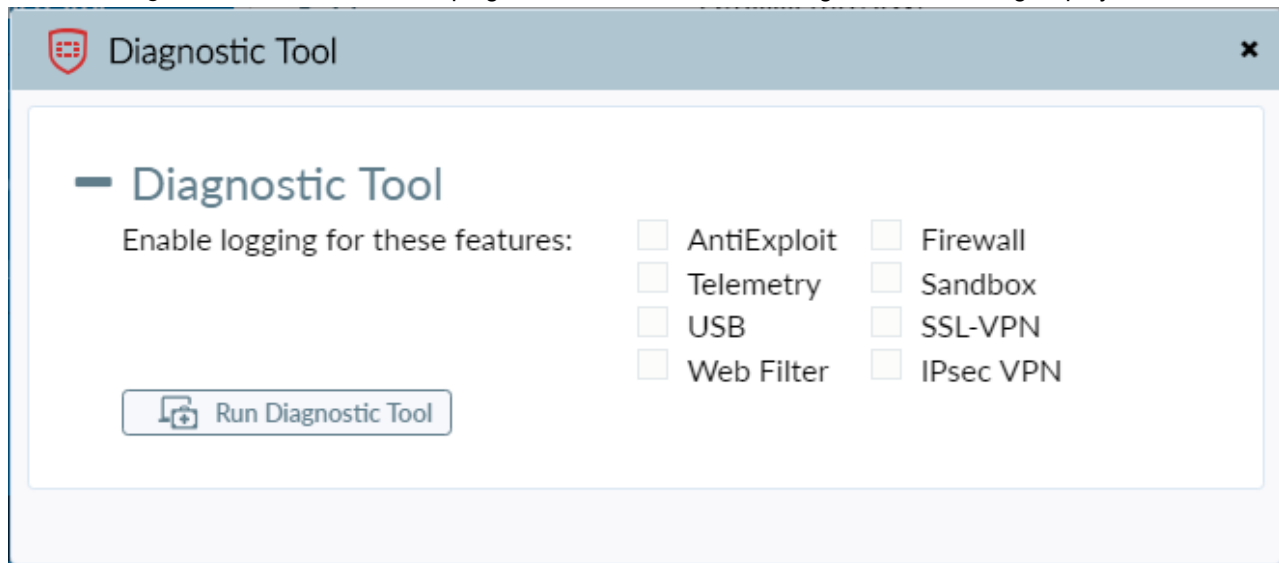 Diagnostic Tool
Diagnostic Tool
Enable logging for these features:
AntiExploit Firewall
Telemetry Sandbox
USB SSL-VPN
Web Filter IPsec VPN
Run Diagnostic Tool